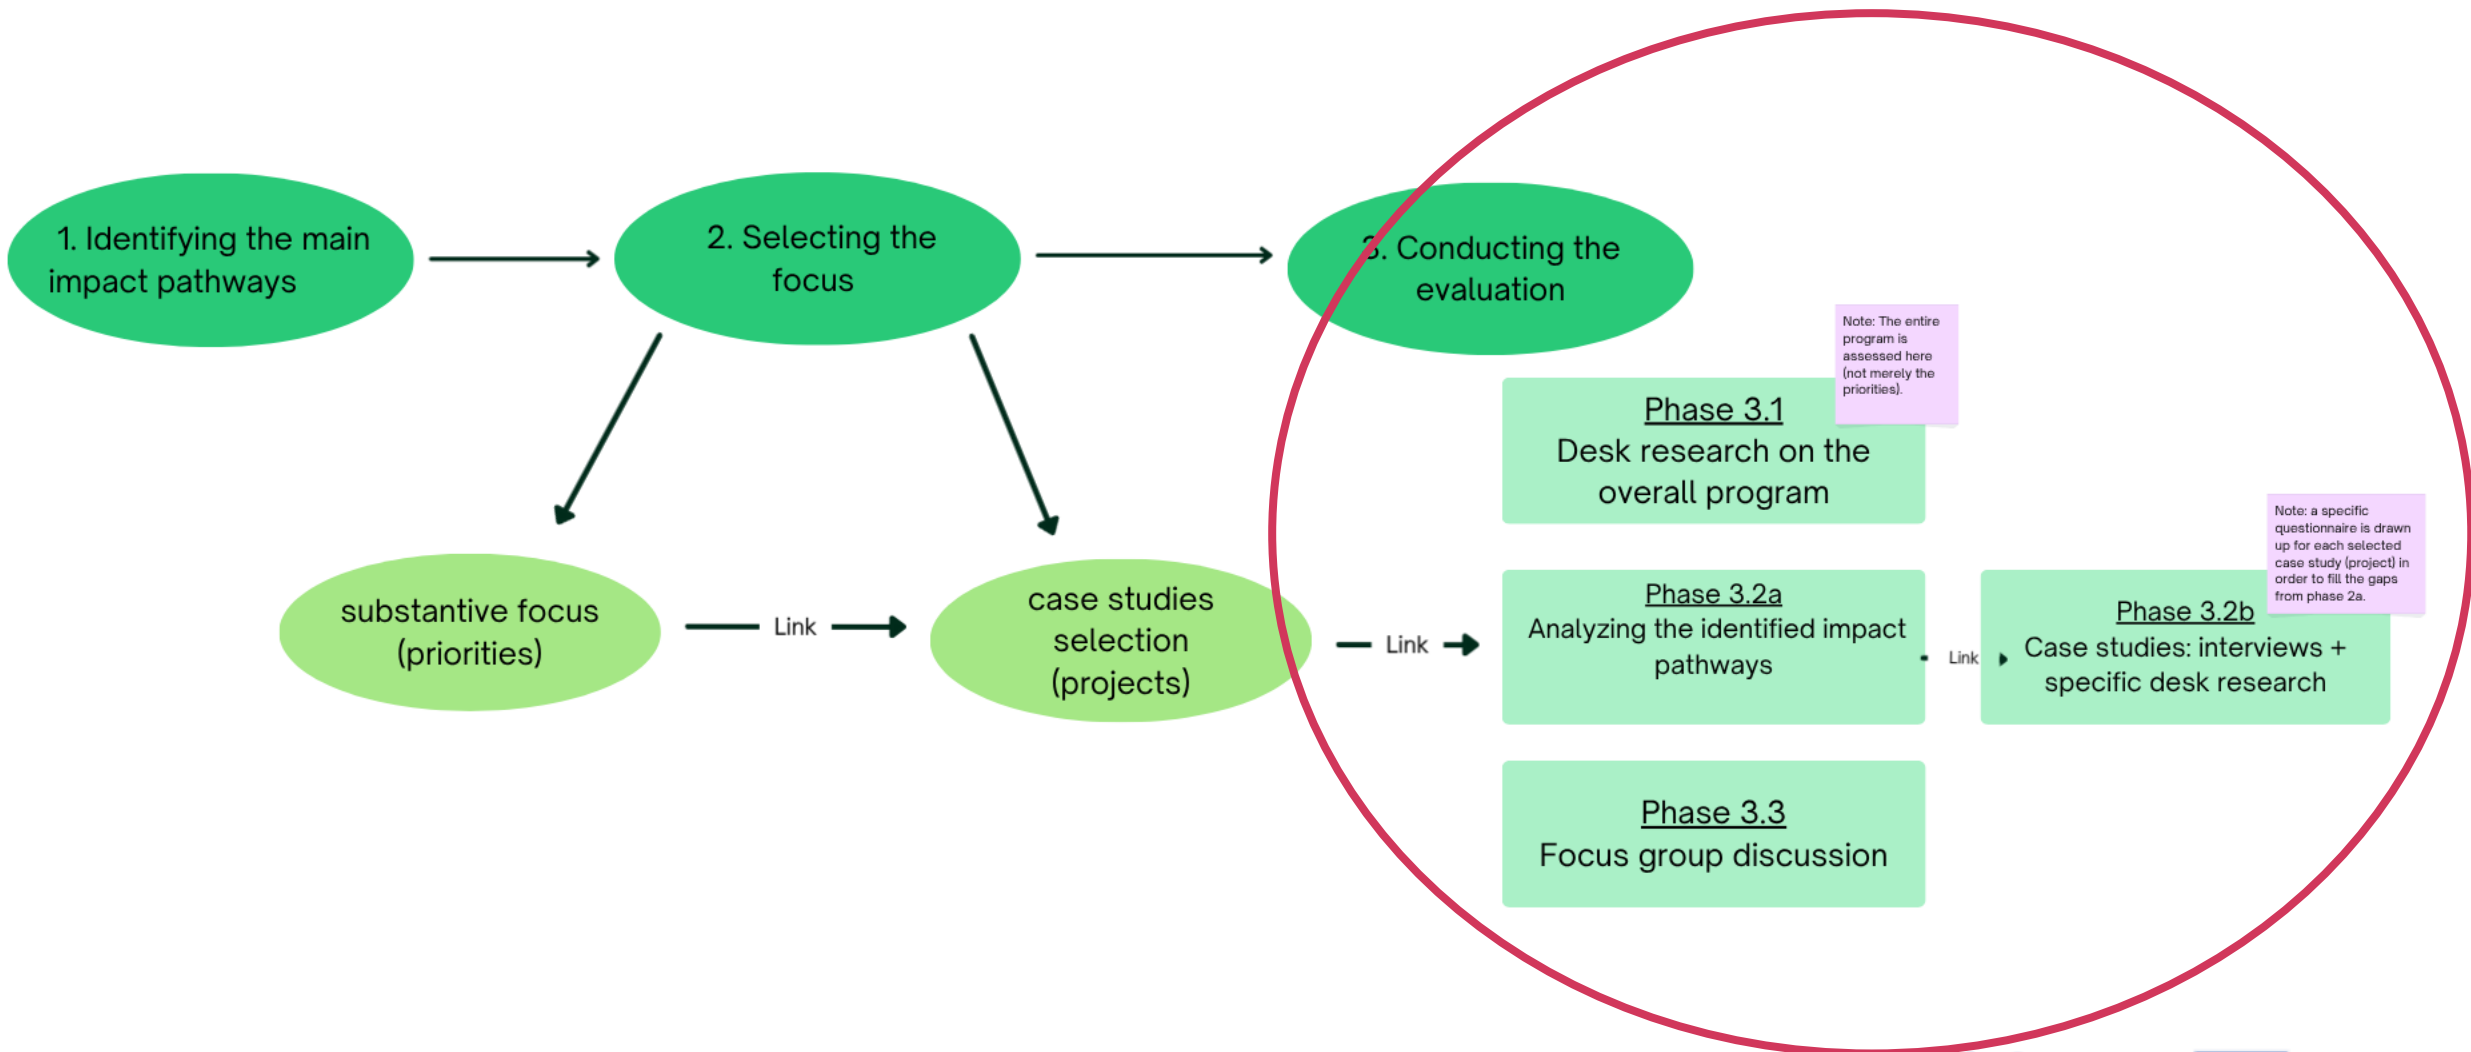 1. Identifying the main
impact pathways
2. Selecting the
focus
3. Conducting the
evaluation
Note: The entire
program is
assessed here
(not merely the
priorities).
Phase 3.1
Desk research on the
overall program
substantive focus
(priorities)
Link
case studies
selection
(projects)
Link
Phase 3.2a
Analyzing the identified impact
pathways
Link
Note: a specific
questionnaire is drawn
up for each selected
case study (project) in
order to fill the gaps
from phase 2a.
Phase 3.2b
Case studies: interviews +
specific desk research
Phase 3.3
Focus group discussion